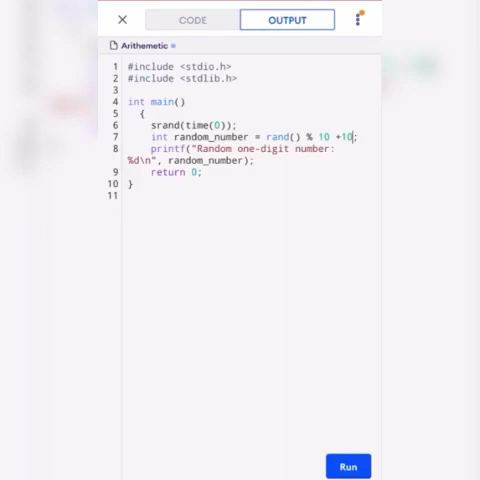 CODE
OUTPUT
Arithemetic
1 #include <stdio.h>
2 #include <stdlib.h>
3
4 int main()
5 {
6 srand(time(0));
7 int random_number = rand() % 10 +10;
8 printf("Random one-digit number:
%d\n", random_number);
9 return 0;
10 }
11
Run